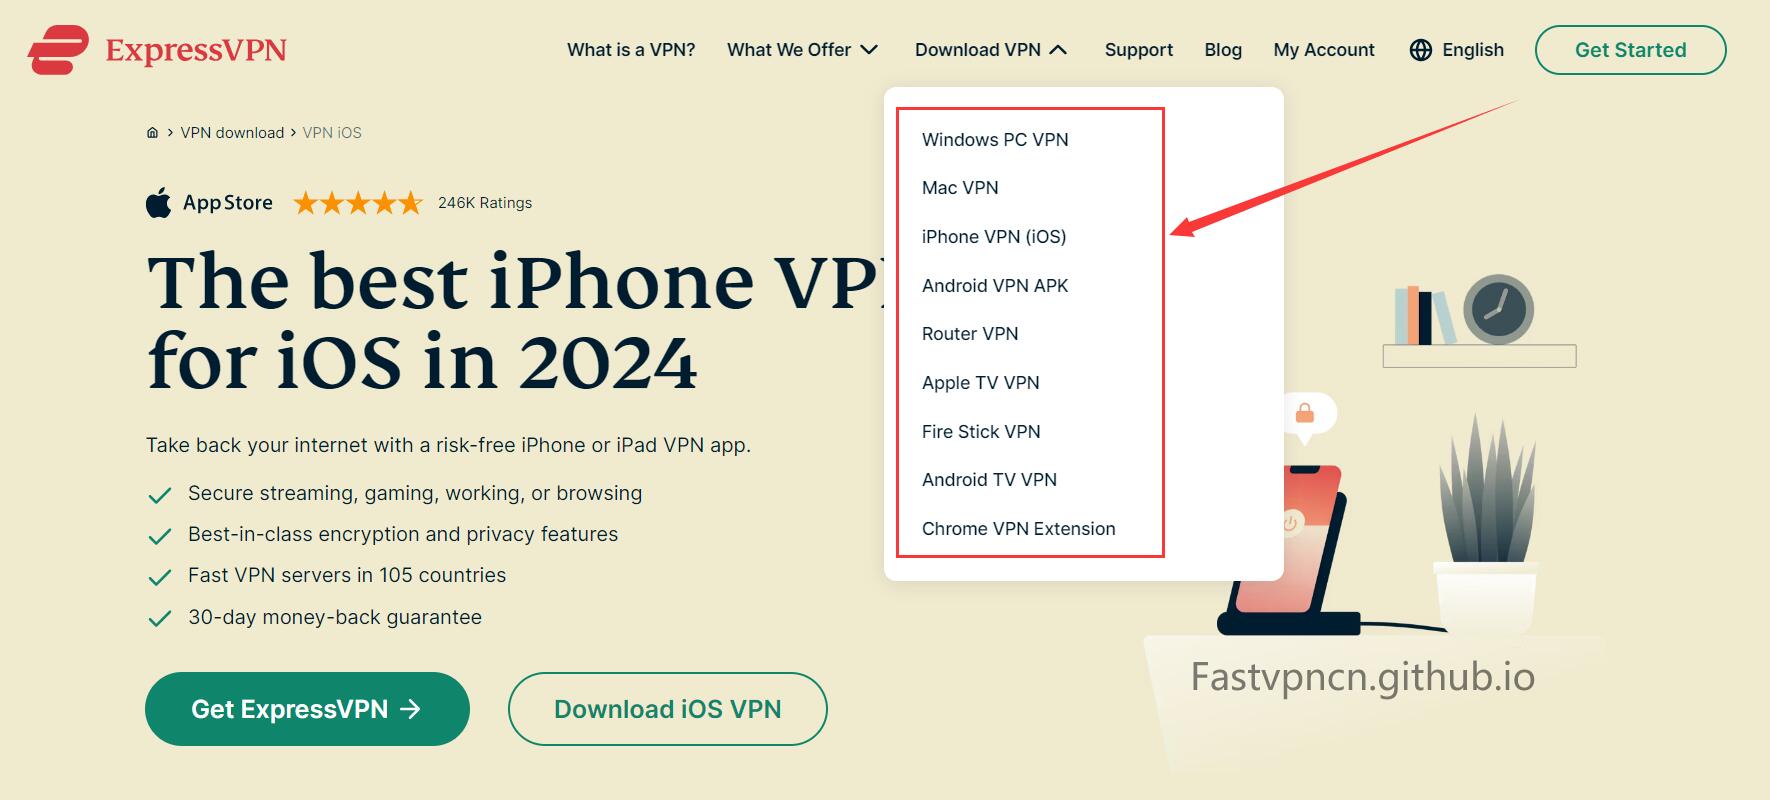 ExpressVPN
What is a VPN? What We Offer Download VPN Support Blog My Account English Get Started
VPN download > VPN iOS
App Store 246K Ratings
The best iPhone VP
for iOS in 2024
Take back your internet with a risk-free iPhone or iPad VPN app.
Secure streaming, gaming, working, or browsing
Best-in-class encryption and privacy features
Fast VPN servers in 105 countries
30-day money-back guarantee
Get ExpressVPN →
Download iOS VPN
Windows PC VPN
Mac VPN
iPhone VPN (iOS)
Android VPN APK
Router VPN
Apple TV VPN
Fire Stick VPN
Android TV VPN
Chrome VPN Extension
Fastvpncn.github.io